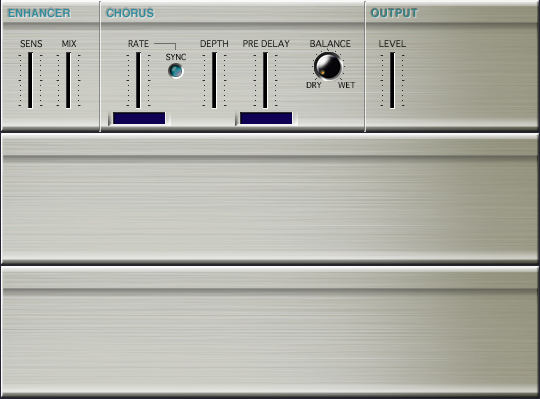 ENHANCER CHORUS OUTPUT
SENS MIX RATE DEPTH PRE DELAY BALANCE LEVEL
SYNC
DRY WET